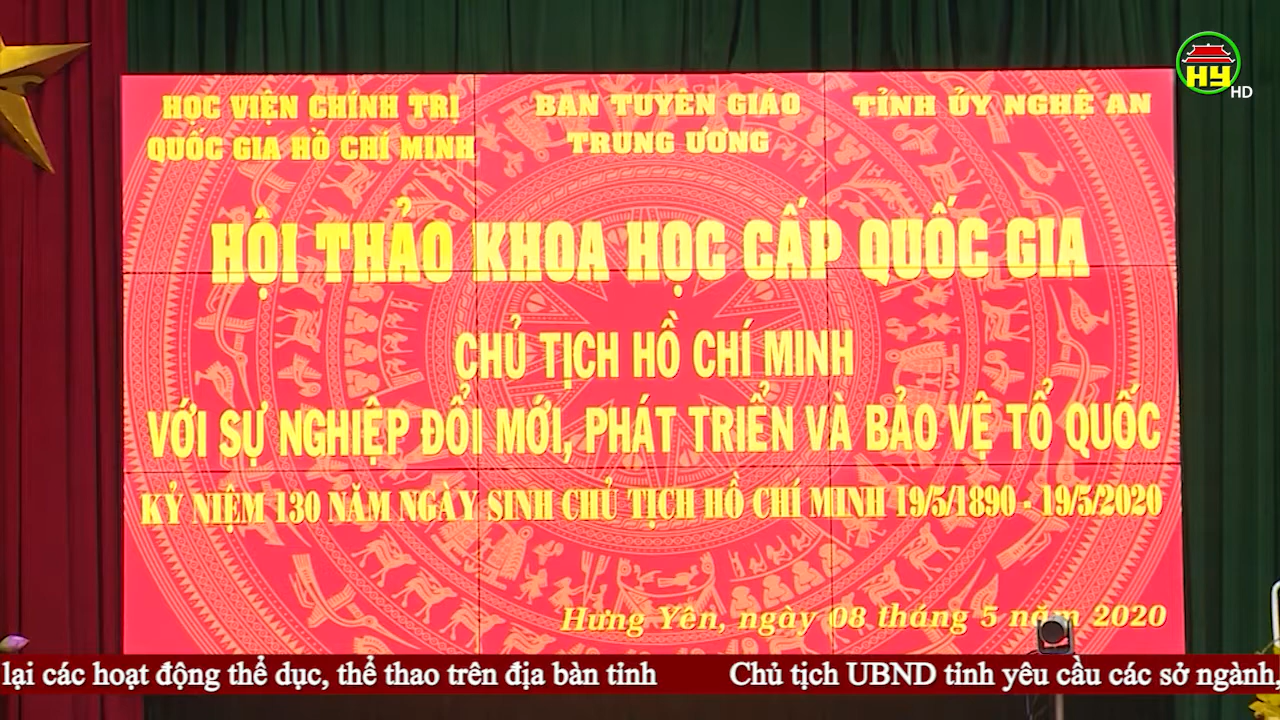 HỌC VIỆN CHÍNH TRỊ
QUỐC GIA HỒ CHÍ MINH
BAN TUYÊN GIÁO
TRUNG ƯƠNG
TỈNH ỦY NGHỆ AN
HY
HD
HỘI THẢO KHOA HỌC CẤP QUỐC GIA
CHỦ TỊCH HỒ CHÍ MINH
VỚI SỰ NGHIỆP ĐỔI MỚI, PHÁT TRIỂN VÀ BẢO VỆ TỔ QUỐC
KỶ NIỆM 130 NĂM NGÀY SINH CHỦ TỊCH HỒ CHÍ MINH 19/5/1890 - 19/5/2020
Hưng Yên, ngày 08 tháng 5 năm 2020
lại các hoạt động thể dục, thể thao trên địa bàn tỉnh Chủ tịch UBND tỉnh yêu cầu các sở ngành,